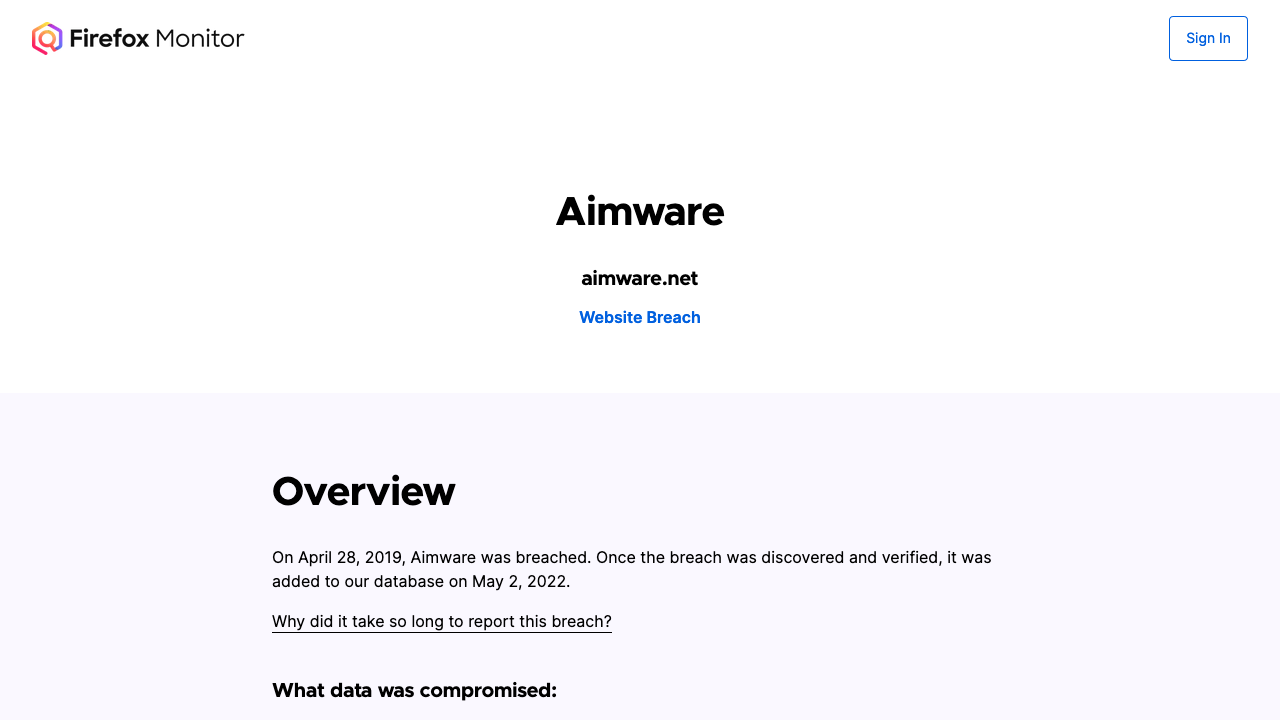 Firefox Monitor
Sign In
Aimware
aimware.net
Website Breach
Overview
On April 28, 2019, Aimware was breached. Once the breach was discovered and verified, it was
added to our database on May 2, 2022.
Why did it take so long to report this breach?
What data was compromised: